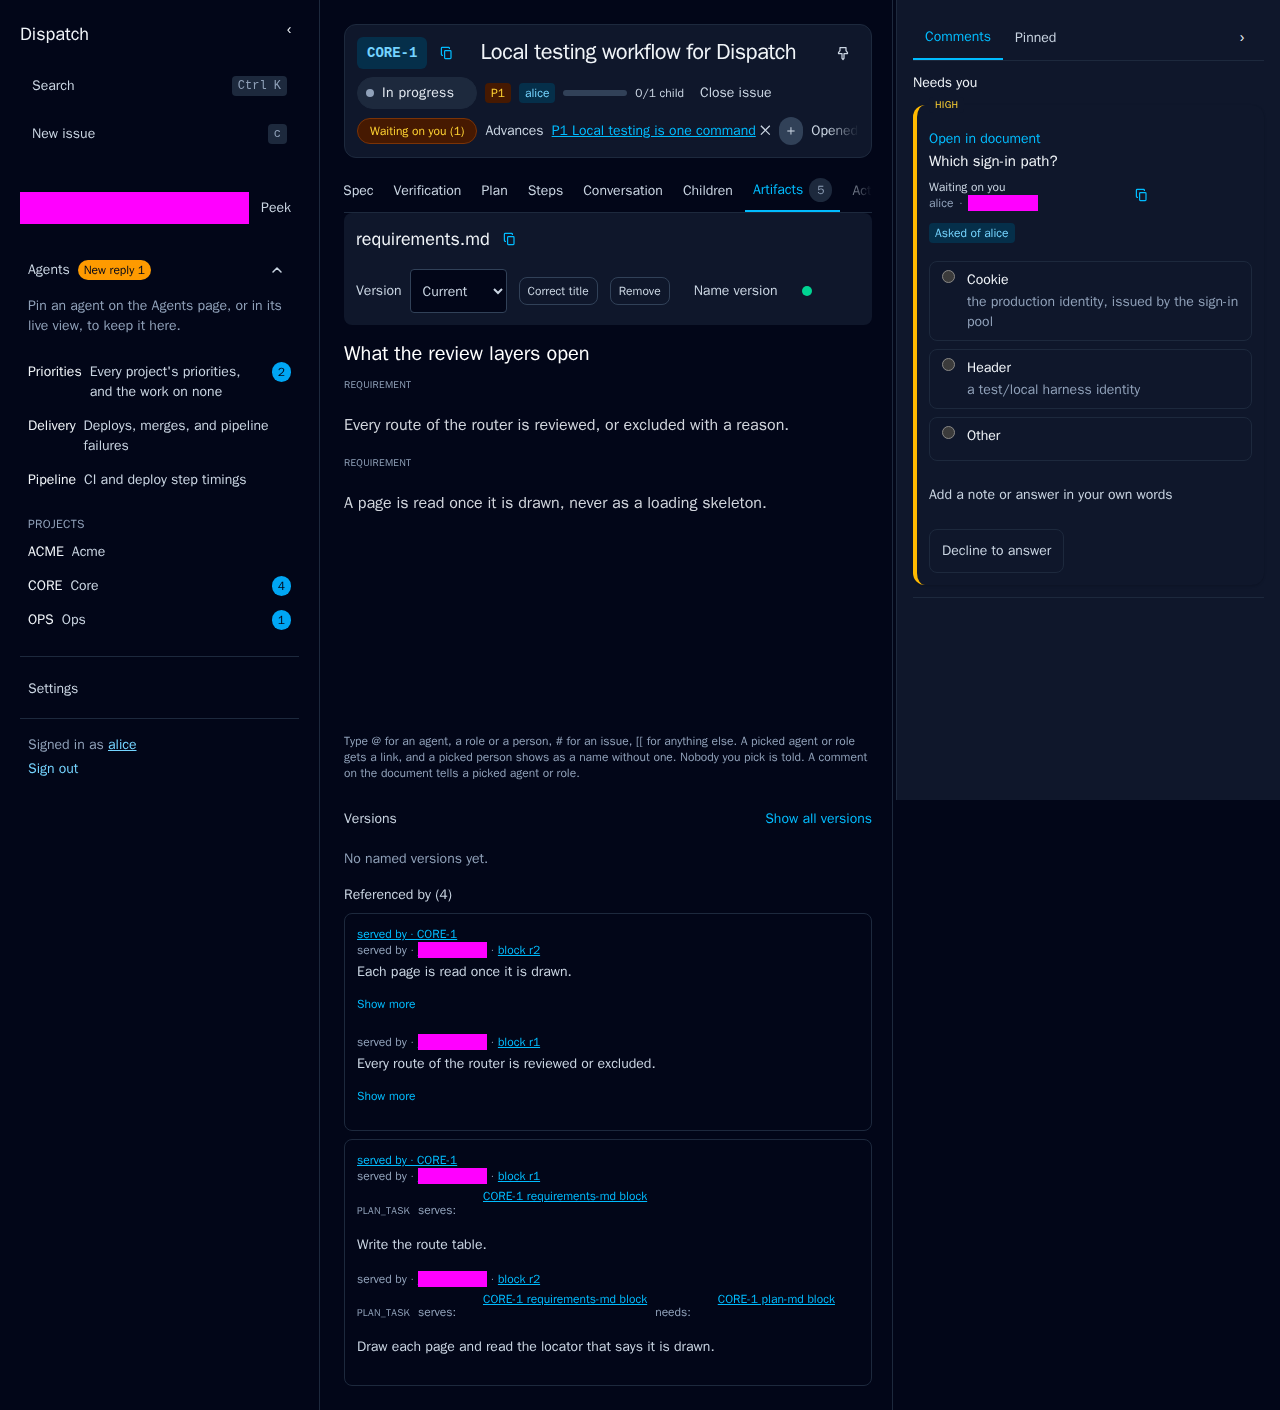 Dispatch
Search
Ctrl K
New issue
C
Peek
Agents
New reply 1
Pin an agent on the Agents page, or in its
live view, to keep it here.
Priorities
Every project's priorities,
and the work on none
2
Delivery
Deploys, merges, and pipeline
failures
Pipeline
CI and deploy step timings
PROJECTS
ACME Acme
CORE Core
4
OPS Ops
1
Settings
Signed in as alice
Sign out
CORE-1
Local testing workflow for Dispatch
In progress
P1
alice
0/1 child
Close issue
Waiting on you (1)
Advances
P1 Local testing is one command
+
Opened
Spec
Verification
Plan
Steps
Conversation
Children
Artifacts
5
Act
requirements.md
Version
Current
Correct title
Remove
Name version
What the review layers open
REQUIREMENT
Every route of the router is reviewed, or excluded with a reason.
REQUIREMENT
A page is read once it is drawn, never as a loading skeleton.
Type @ for an agent, a role or a person, # for an issue, [[ for anything else. A picked agent or role
gets a link, and a picked person shows as a name without one. Nobody you pick is told. A comment
on the document tells a picked agent or role.
Versions
Show all versions
No named versions yet.
Referenced by (4)
served by · CORE-1
served by · · block r2
Each page is read once it is drawn.
Show more
served by · · block r1
Every route of the router is reviewed or excluded.
Show more
served by · CORE-1
served by · · block r1
PLAN_TASK serves: CORE-1 requirements-md block
Write the route table.
served by · · block r2
PLAN_TASK serves: CORE-1 requirements-md block needs: CORE-1 plan-md block
Draw each page and read the locator that says it is drawn.
Comments
Pinned
Needs you
HIGH
Open in document
Which sign-in path?
Waiting on you
alice ·
Asked of alice
Cookie
the production identity, issued by the sign-in
pool
Header
a test/local harness identity
Other
Add a note or answer in your own words
Decline to answer